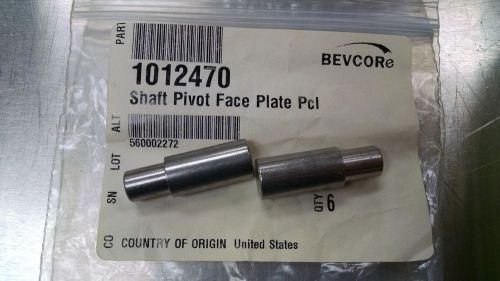 PART
BEVCORe
1012470
Shaft Pivot Face Plate Pcl
ALT
560002272
LOT
SN
QTY 6
CO COUNTRY OF ORIGIN United States